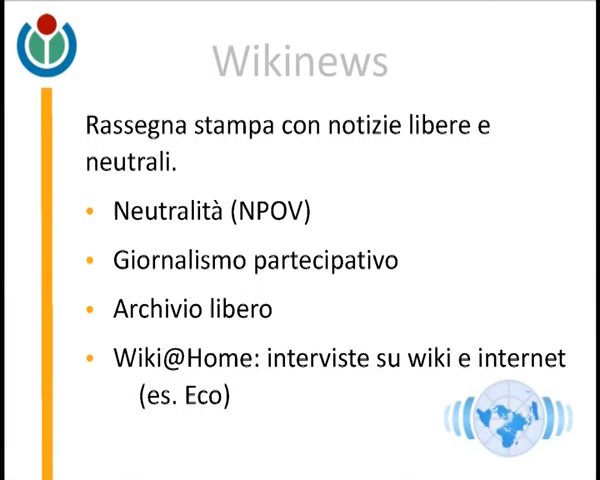 Wikinews
Rassegna stampa con notizie libere e
neutrali.
• Neutralità (NPOV)
• Giornalismo partecipativo
• Archivio libero
• Wiki@Home: interviste su wiki e internet
(es. Eco)